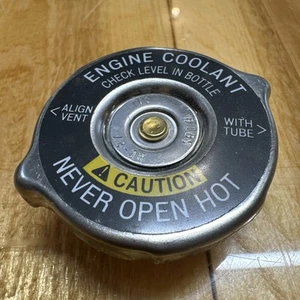 ENGINE COOLANT
CHECK LEVEL IN BOTTLE
<ALIGN VENT
WITH TUBE>
⚠ CAUTION
NEVER OPEN HOT